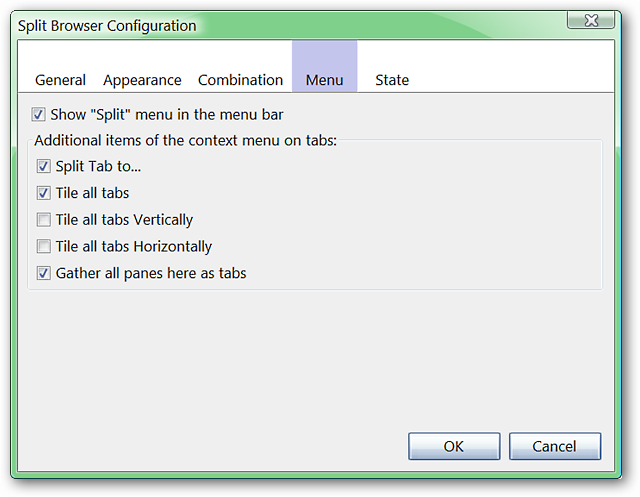 Split Browser Configuration
General Appearance Combination Menu State
Show "Split" menu in the menu bar
Additional items of the context menu on tabs:
Split Tab to...
Tile all tabs
Tile all tabs Vertically
Tile all tabs Horizontally
Gather all panes here as tabs
OK Cancel